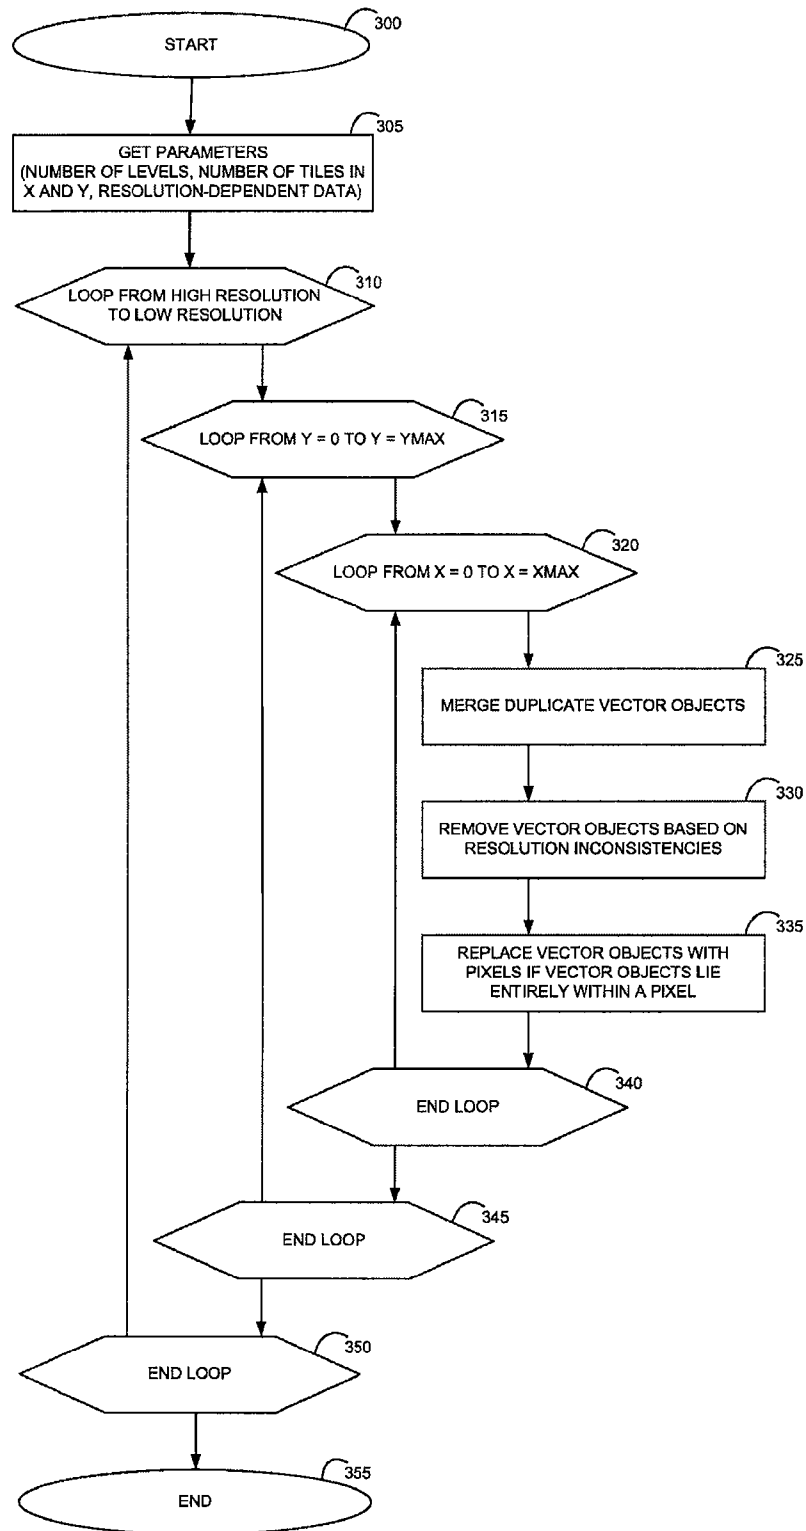 300
START
305
GET PARAMETERS
(NUMBER OF LEVELS, NUMBER OF TILES IN
X AND Y, RESOLUTION-DEPENDENT DATA)
310
LOOP FROM HIGH RESOLUTION
TO LOW RESOLUTION
315
LOOP FROM Y = 0 TO Y = YMAX
320
LOOP FROM X = 0 TO X = XMAX
325
MERGE DUPLICATE VECTOR OBJECTS
330
REMOVE VECTOR OBJECTS BASED ON
RESOLUTION INCONSISTENCIES
335
REPLACE VECTOR OBJECTS WITH
PIXELS IF VECTOR OBJECTS LIE
ENTIRELY WITHIN A PIXEL
340
END LOOP
345
END LOOP
350
END LOOP
355
END